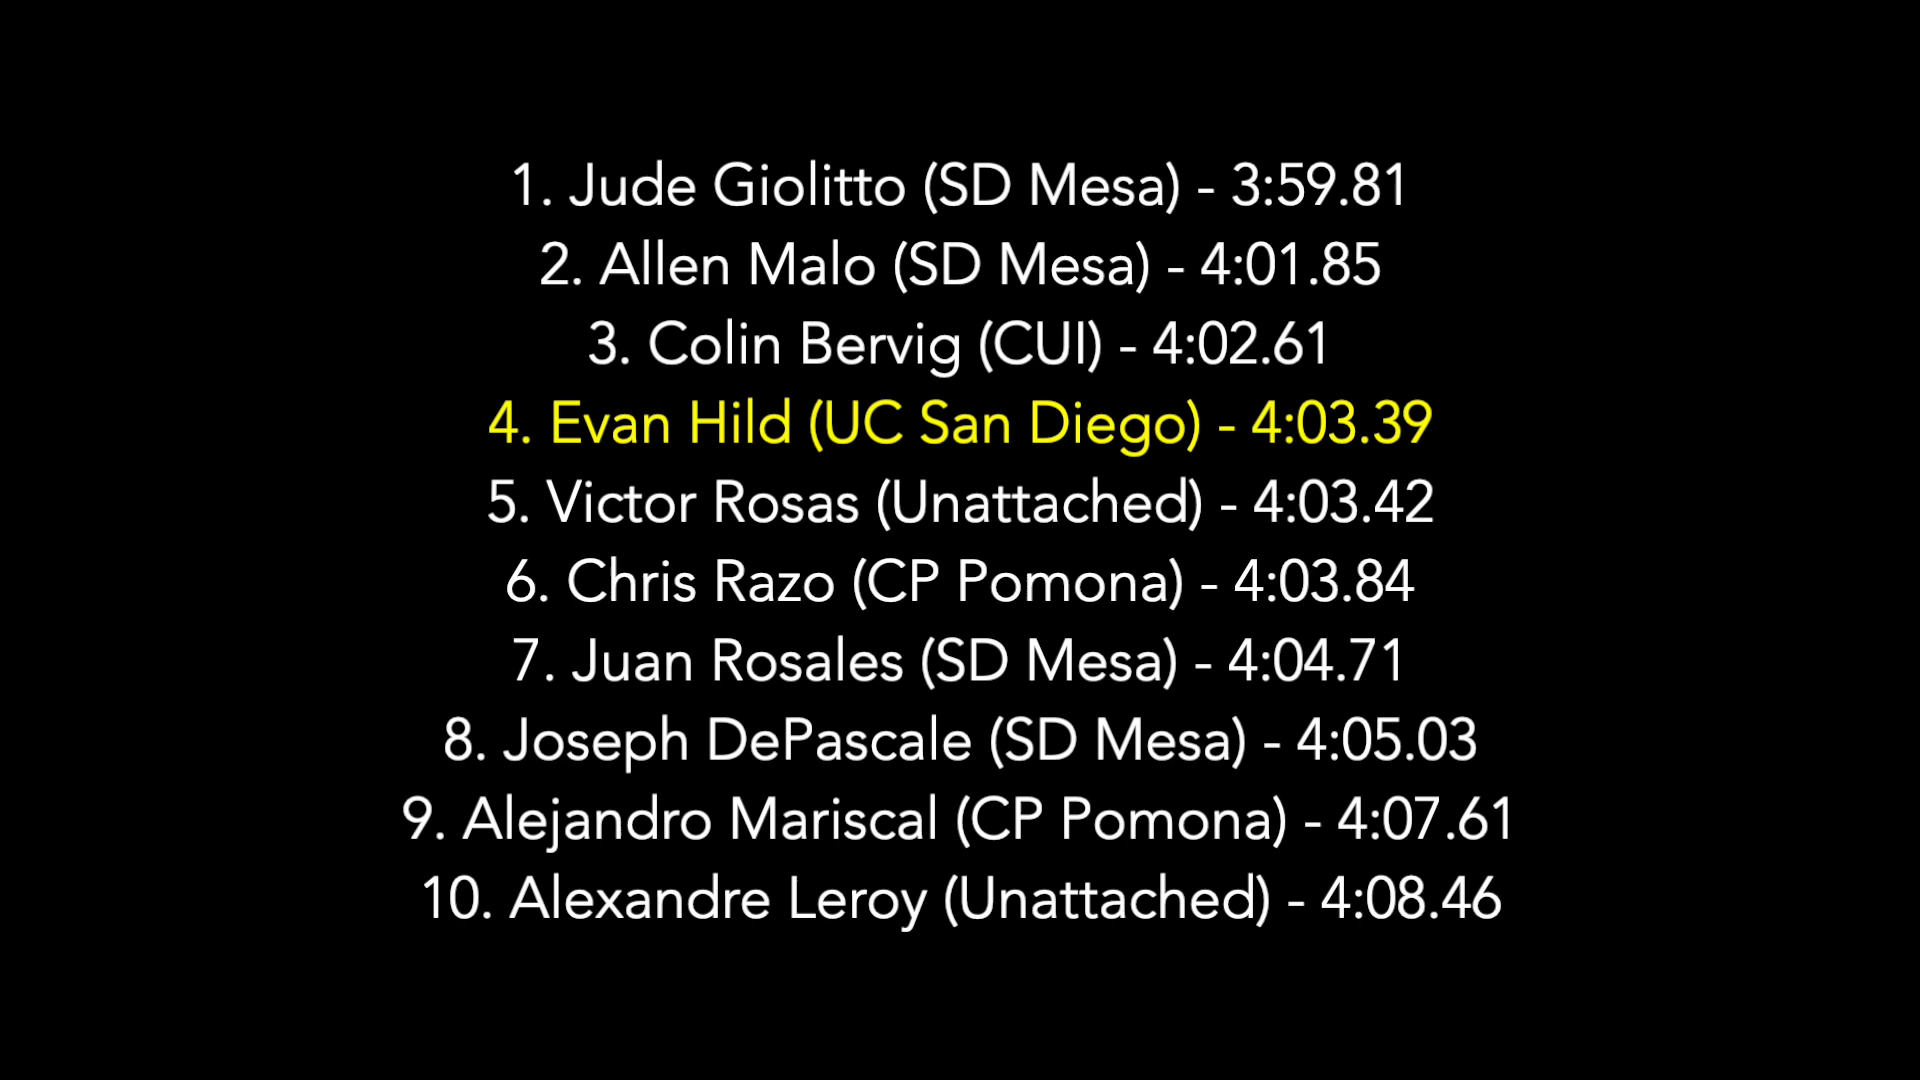 1. Jude Giolitto (SD Mesa) - 3:59.81
2. Allen Malo (SD Mesa) - 4:01.85
3. Colin Bervig (CUI) - 4:02.61
4. Evan Hild (UC San Diego) - 4:03.39
5. Victor Rosas (Unattached) - 4:03.42
6. Chris Razo (CP Pomona) - 4:03.84
7. Juan Rosales (SD Mesa) - 4:04.71
8. Joseph DePascale (SD Mesa) - 4:05.03
9. Alejandro Mariscal (CP Pomona) - 4:07.61
10. Alexandre Leroy (Unattached) - 4:08.46